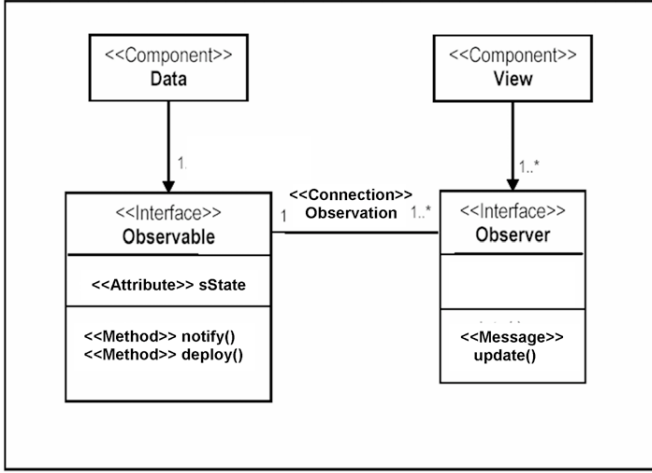 <<Component>>
Data
<<Component>>
View
1.
1..*
<<Interface>>
Observable
<<Connection>>
Observation
1
1..*
<<Interface>>
Observer
<<Attribute>> sState
<<Method>> notify()
<<Method>> deploy()
<<Message>>
update()